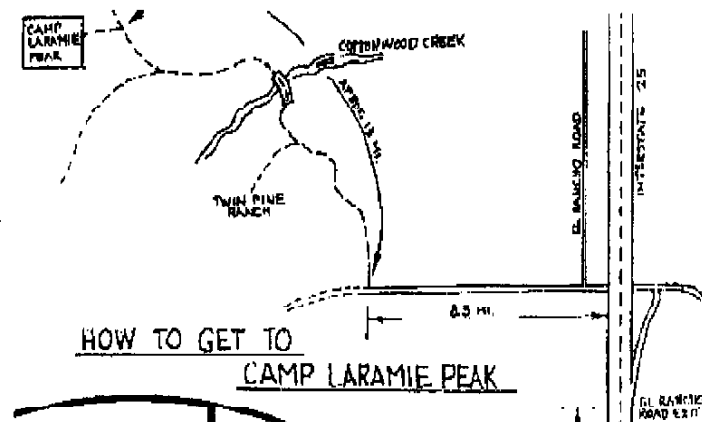 CAMP
LARAMIE
PEAK
COTTONWOOD CREEK
APPROX. 13 MI.
EL RANCHO ROAD
INTERSTATE 25
TWIN PINE
RANCH
8.5 MI.
HOW TO GET TO
CAMP LARAMIE PEAK
EL RANCHO
ROAD EXIT